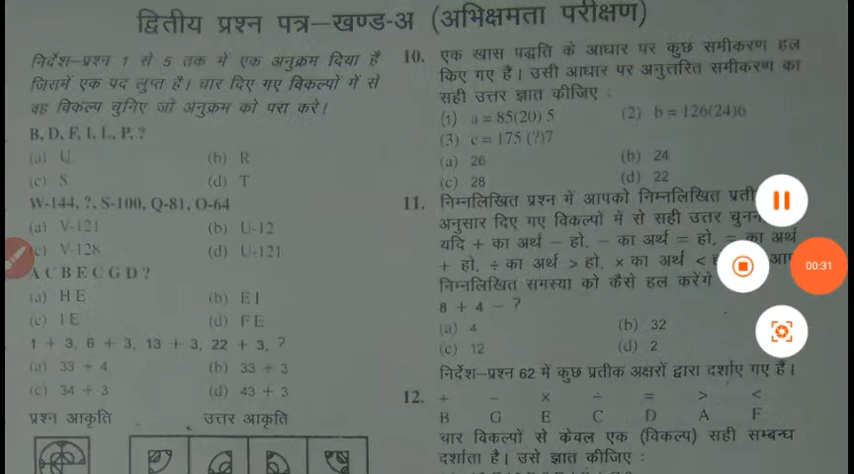 द्वितीय प्रश्न पत्र–खण्ड-अ (अभिक्षमता परीक्षण)
निर्देश–प्रश्न 1 से 5 तक में एक अनुक्रम दिया है
जिसमें एक पद लुप्त है। चार दिए गए विकल्पों में से
वह विकल्प चुनिए जो अनुक्रम को पूरा करे।
B, D, F, I, L, P, ?
(a) U (b) R
(c) S (d) T
W-144, ?, S-100, Q-81, O-64
(a) V-121 (b) U-12
(c) V-128 (d) U-121
A C B E C G D ?
(a) H E (b) E I
(c) I E (d) F E
1 + 3, 6 + 3, 13 + 3, 22 + 3, ?
(a) 33 + 4 (b) 33 + 3
(c) 34 + 3 (d) 43 + 3
प्रश्न आकृति उत्तर आकृति
10. एक खास पद्धति के आधार पर कुछ समीकरण हल
किए गए हैं। उसी आधार पर अनुत्तरित समीकरण का
सही उत्तर ज्ञात कीजिए :
(1) a = 85(20) 5 (2) b = 126(24)6
(3) c = 175 (?)7
(a) 26 (b) 24
(c) 28 (d) 22
11. निम्नलिखित प्रश्न में आपको निम्नलिखित
अनुसार दिए गए विकल्पों में से सही उत्तर
यदि + का अर्थ – हो, – का अर्थ = हो, = का अर्थ
+ हो, ÷ का अर्थ > हो, × का अर्थ <
निम्नलिखित समस्या को कैसे हल करेंगे
8 + 4 – ?
(a) 4 (b) 32
(c) 12 (d) 2
निर्देश–प्रश्न 62 में कुछ प्रतीक अक्षरों द्वारा दर्शाए गए हैं।
12. + – × ÷ = > <
B G E C D A F
चार विकल्पों से केवल एक (विकल्प) सही सम्बन्ध
दर्शाता है। उसे ज्ञात कीजिए :
00:31